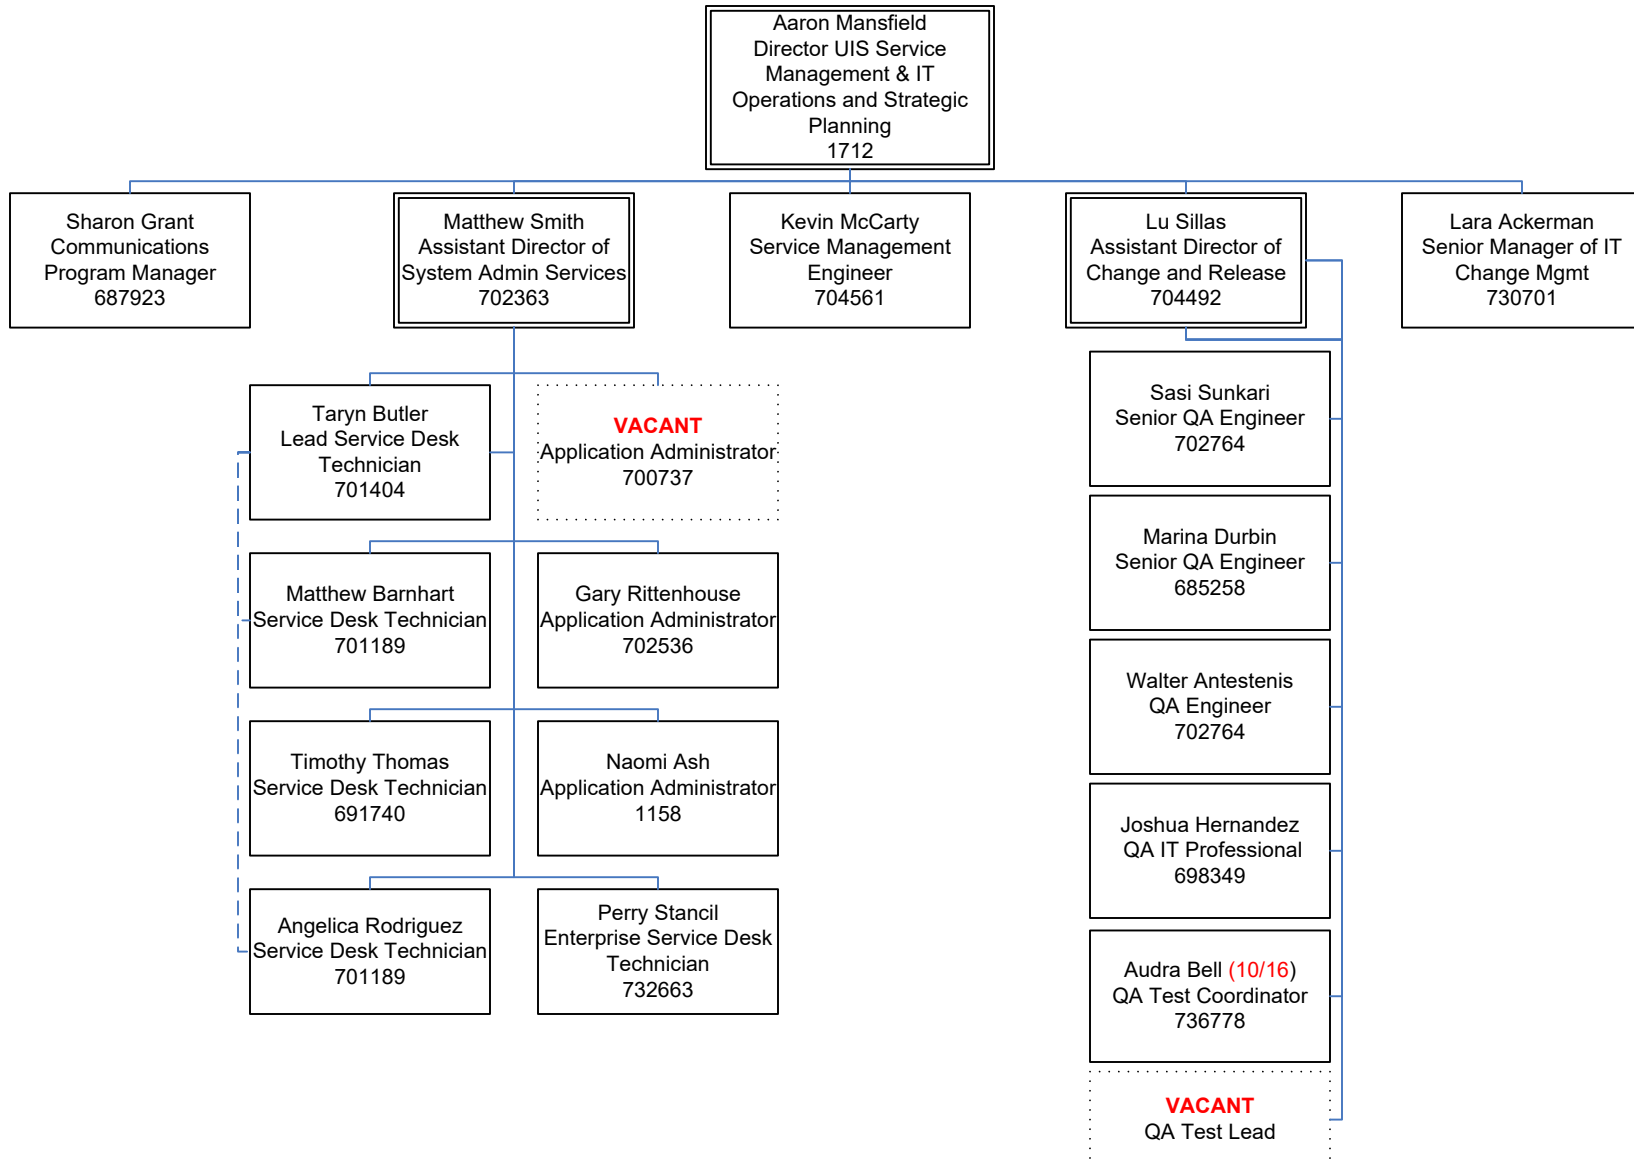 Aaron Mansfield
Director UIS Service
Management & IT
Operations and Strategic
Planning
1712
Sharon Grant
Communications
Program Manager
687923
Matthew Smith
Assistant Director of
System Admin Services
702363
Kevin McCarty
Service Management
Engineer
704561
Lu Sillas
Assistant Director of
Change and Release
704492
Lara Ackerman
Senior Manager of IT
Change Mgmt
730701
Taryn Butler
Lead Service Desk
Technician
701404
VACANT
Application Administrator
700737
Matthew Barnhart
Service Desk Technician
701189
Gary Rittenhouse
Application Administrator
702536
Timothy Thomas
Service Desk Technician
691740
Naomi Ash
Application Administrator
1158
Angelica Rodriguez
Service Desk Technician
701189
Perry Stancil
Enterprise Service Desk
Technician
732663
Sasi Sunkari
Senior QA Engineer
702764
Marina Durbin
Senior QA Engineer
685258
Walter Antestenis
QA Engineer
702764
Joshua Hernandez
QA IT Professional
698349
Audra Bell (10/16)
QA Test Coordinator
736778
VACANT
QA Test Lead